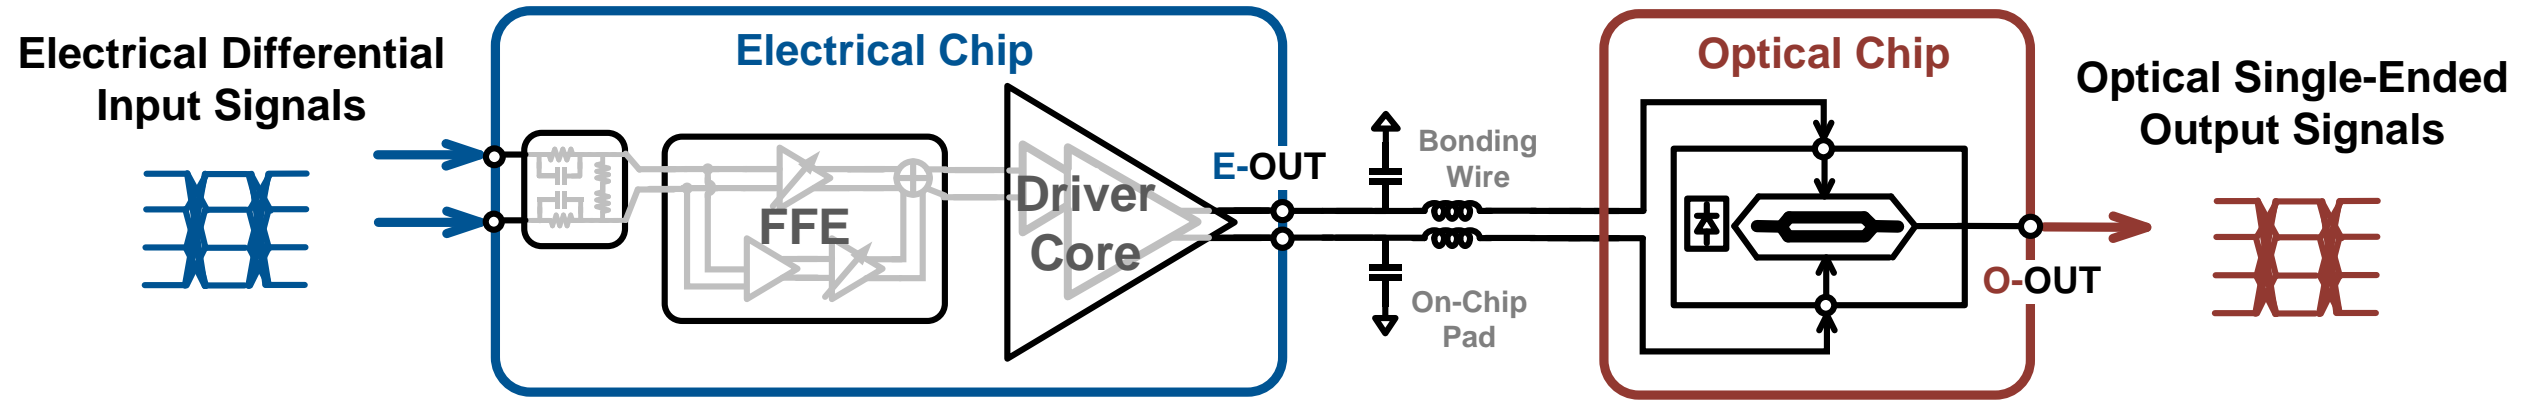 Electrical Differential
Input Signals
Electrical Chip
FFE
Driver
Core
E-OUT
Bonding
Wire
On-Chip
Pad
Optical Chip
O-OUT
Optical Single-Ended
Output Signals